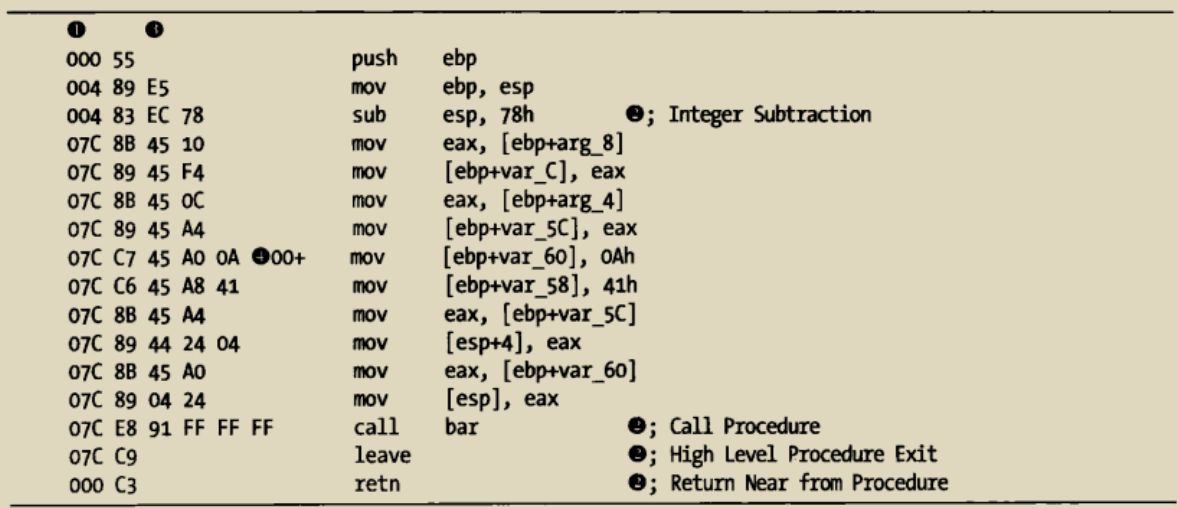 ❶ ❸
000 55 push ebp
004 89 E5 mov ebp, esp
004 83 EC 78 sub esp, 78h ❷; Integer Subtraction
07C 8B 45 10 mov eax, [ebp+arg_8]
07C 89 45 F4 mov [ebp+var_C], eax
07C 8B 45 0C mov eax, [ebp+arg_4]
07C 89 45 A4 mov [ebp+var_5C], eax
07C C7 45 A0 0A ❹00+ mov [ebp+var_60], 0Ah
07C C6 45 A8 41 mov [ebp+var_58], 41h
07C 8B 45 A4 mov eax, [ebp+var_5C]
07C 89 44 24 04 mov [esp+4], eax
07C 8B 45 A0 mov eax, [ebp+var_60]
07C 89 04 24 mov [esp], eax
07C E8 91 FF FF FF call bar ❷; Call Procedure
07C C9 leave ❷; High Level Procedure Exit
000 C3 retn ❷; Return Near from Procedure